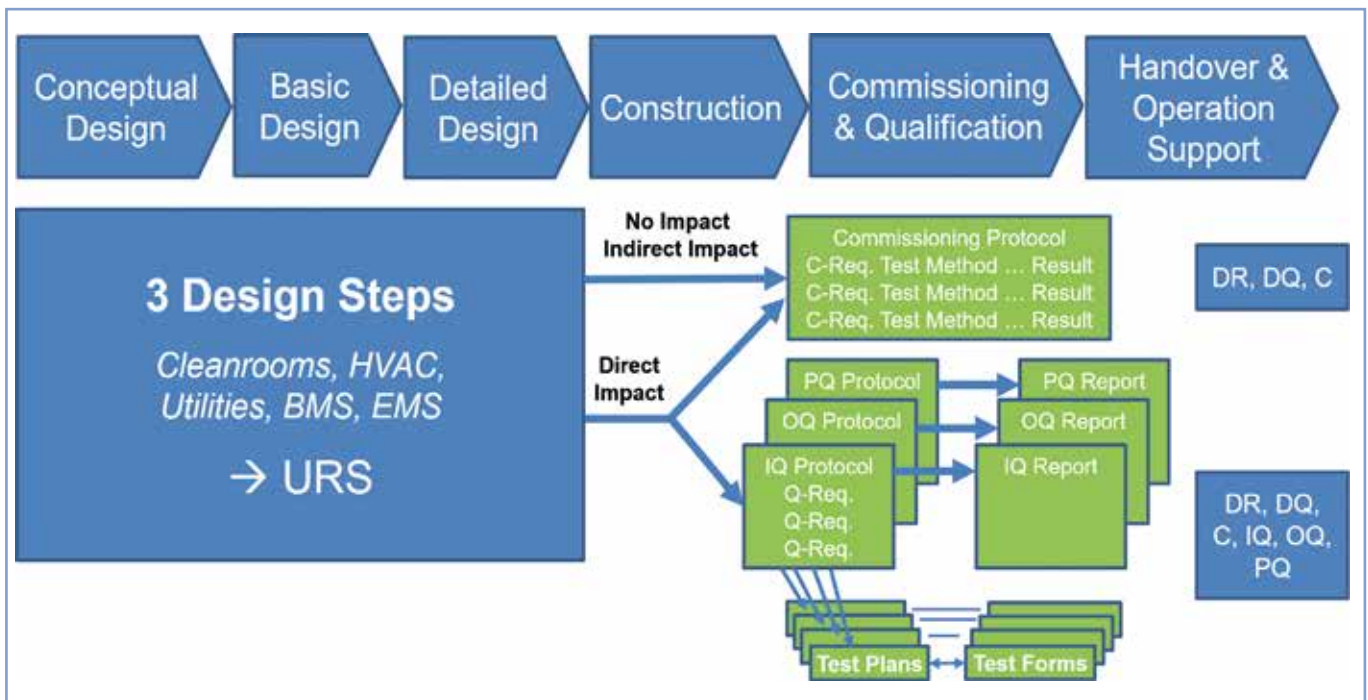 Conceptual
Design
Basic
Design
Detailed
Design
Construction
Commissioning
& Qualification
Handover &
Operation
Support
3 Design Steps
Cleanrooms, HVAC,
Utilities, BMS, EMS
→ URS
No Impact
Indirect Impact
Direct
Impact
Commissioning Protocol
C-Req. Test Method ... Result
C-Req. Test Method ... Result
C-Req. Test Method ... Result
DR, DQ, C
PQ Protocol
PQ Report
OQ Protocol
OQ Report
IQ Protocol
Q-Req.
Q-Req.
Q-Req.
IQ Report
DR, DQ,
C, IQ, OQ,
PQ
Test Plans
Test Forms